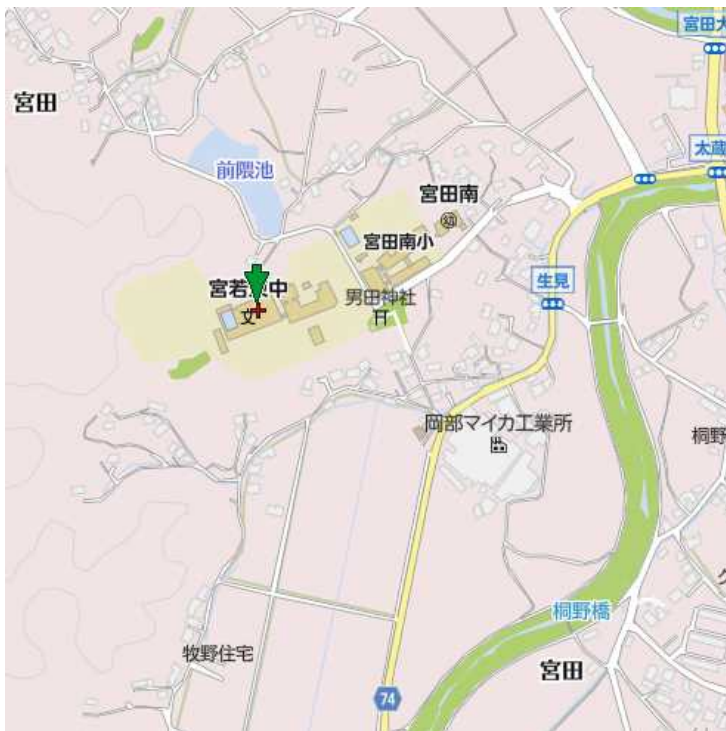 宮田大
宮田
太蔵
前隈池
宮田南
宮田南小
宮若東中
生見
男田神社
文
岡部マイカ工業所
桐野
桐野橋
牧野住宅
宮田
74